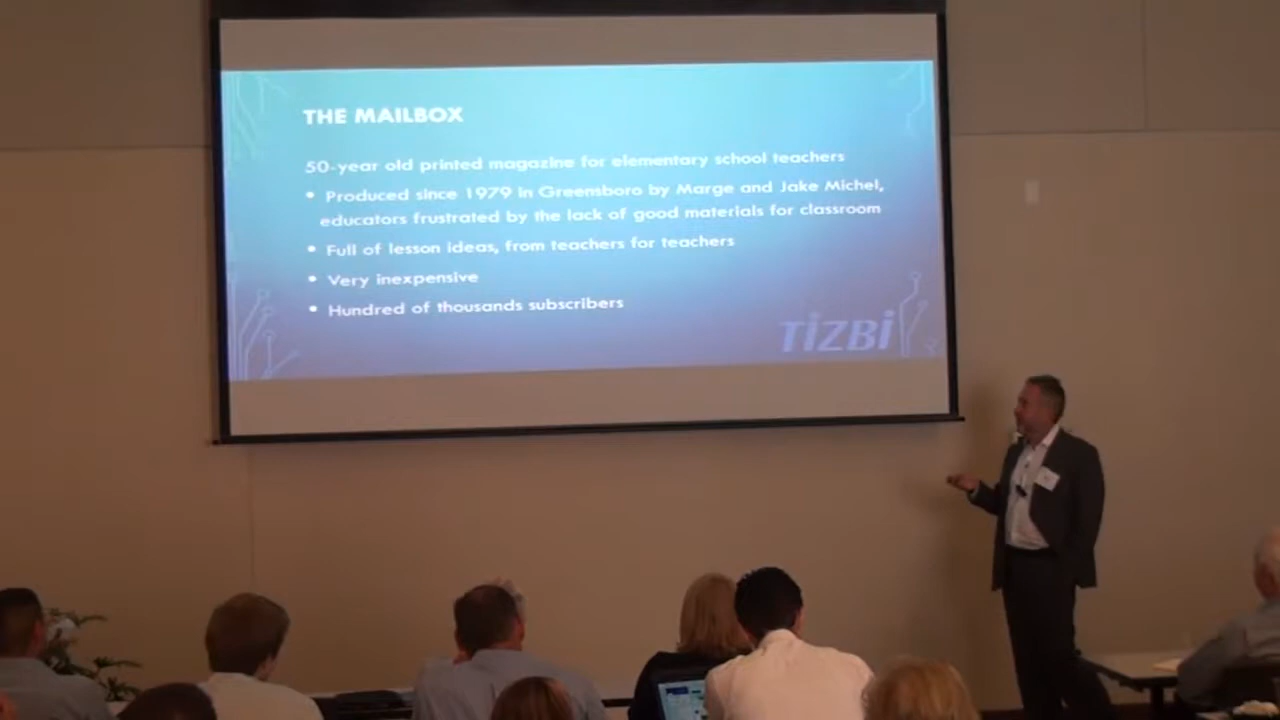 THE MAILBOX
50-year old printed magazine for elementary school teachers
• Produced since 1979 in Greensboro by Marge and Jake Michel,
educators frustrated by the lack of good materials for classroom
• Full of lesson ideas, from teachers for teachers
• Very inexpensive
• Hundred of thousands subscribers
TİZBİ